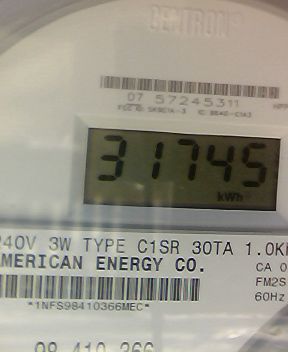 CENTRON®
07 57245311
31745
kWh
240V 3W TYPE C1SR 30TA 1.0K
AMERICAN ENERGY CO.
CA 0
FM2S
60Hz
*1NFS98410366MEC*
98 410 366